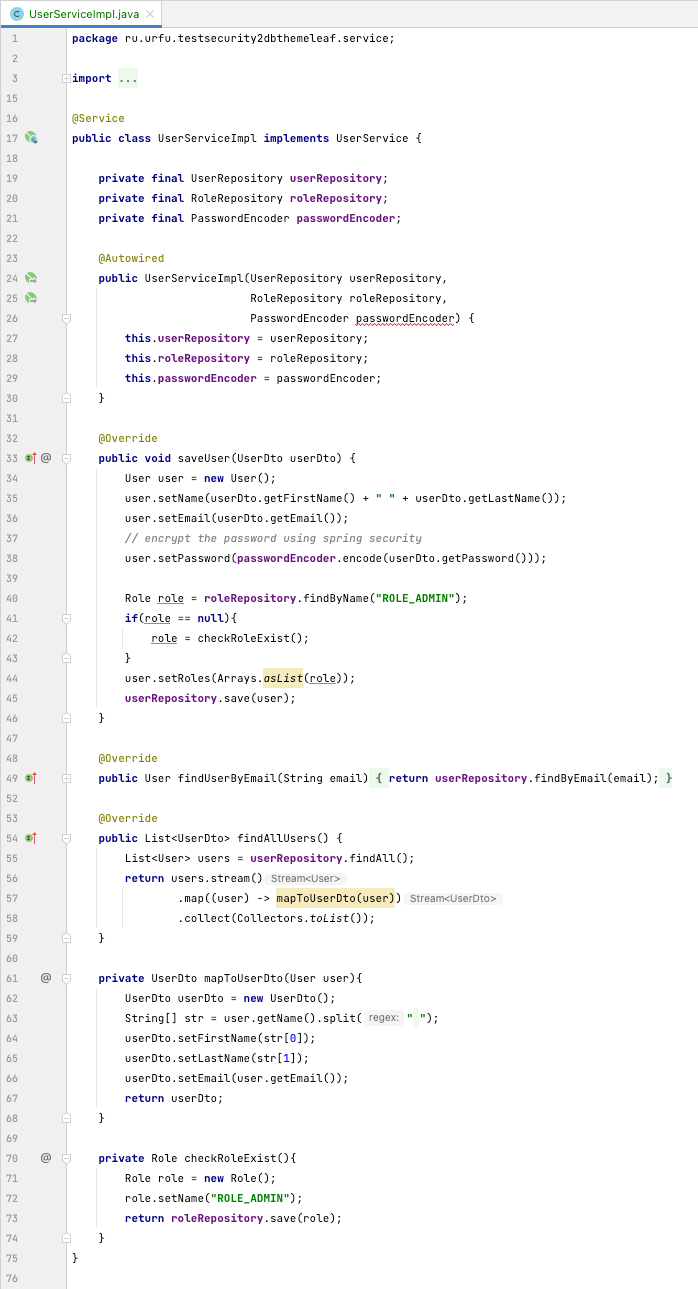 UserServiceImpl.java
1 package ru.urfu.testsecurity2dbthemeleaf.service;
2
3 import ...
15
16 @Service
17 public class UserServiceImpl implements UserService {
18
19     private final UserRepository userRepository;
20     private final RoleRepository roleRepository;
21     private final PasswordEncoder passwordEncoder;
22
23     @Autowired
24     public UserServiceImpl(UserRepository userRepository,
25                            RoleRepository roleRepository,
26                            PasswordEncoder passwordEncoder) {
27         this.userRepository = userRepository;
28         this.roleRepository = roleRepository;
29         this.passwordEncoder = passwordEncoder;
30     }
31
32     @Override
33 @   public void saveUser(UserDto userDto) {
34         User user = new User();
35         user.setName(userDto.getFirstName() + " " + userDto.getLastName());
36         user.setEmail(userDto.getEmail());
37         // encrypt the password using spring security
38         user.setPassword(passwordEncoder.encode(userDto.getPassword()));
39
40         Role role = roleRepository.findByName("ROLE_ADMIN");
41         if(role == null){
42             role = checkRoleExist();
43         }
44         user.setRoles(Arrays.asList(role));
45         userRepository.save(user);
46     }
47
48     @Override
49     public User findUserByEmail(String email) { return userRepository.findByEmail(email); }
52
53     @Override
54     public List<UserDto> findAllUsers() {
55         List<User> users = userRepository.findAll();
56         return users.stream() Stream<User>
57                 .map((user) -> mapToUserDto(user)) Stream<UserDto>
58                 .collect(Collectors.toList());
59     }
60
61 @   private UserDto mapToUserDto(User user){
62         UserDto userDto = new UserDto();
63         String[] str = user.getName().split( regex: " ");
64         userDto.setFirstName(str[0]);
65         userDto.setLastName(str[1]);
66         userDto.setEmail(user.getEmail());
67         return userDto;
68     }
69
70 @   private Role checkRoleExist(){
71         Role role = new Role();
72         role.setName("ROLE_ADMIN");
73         return roleRepository.save(role);
74     }
75 }
76